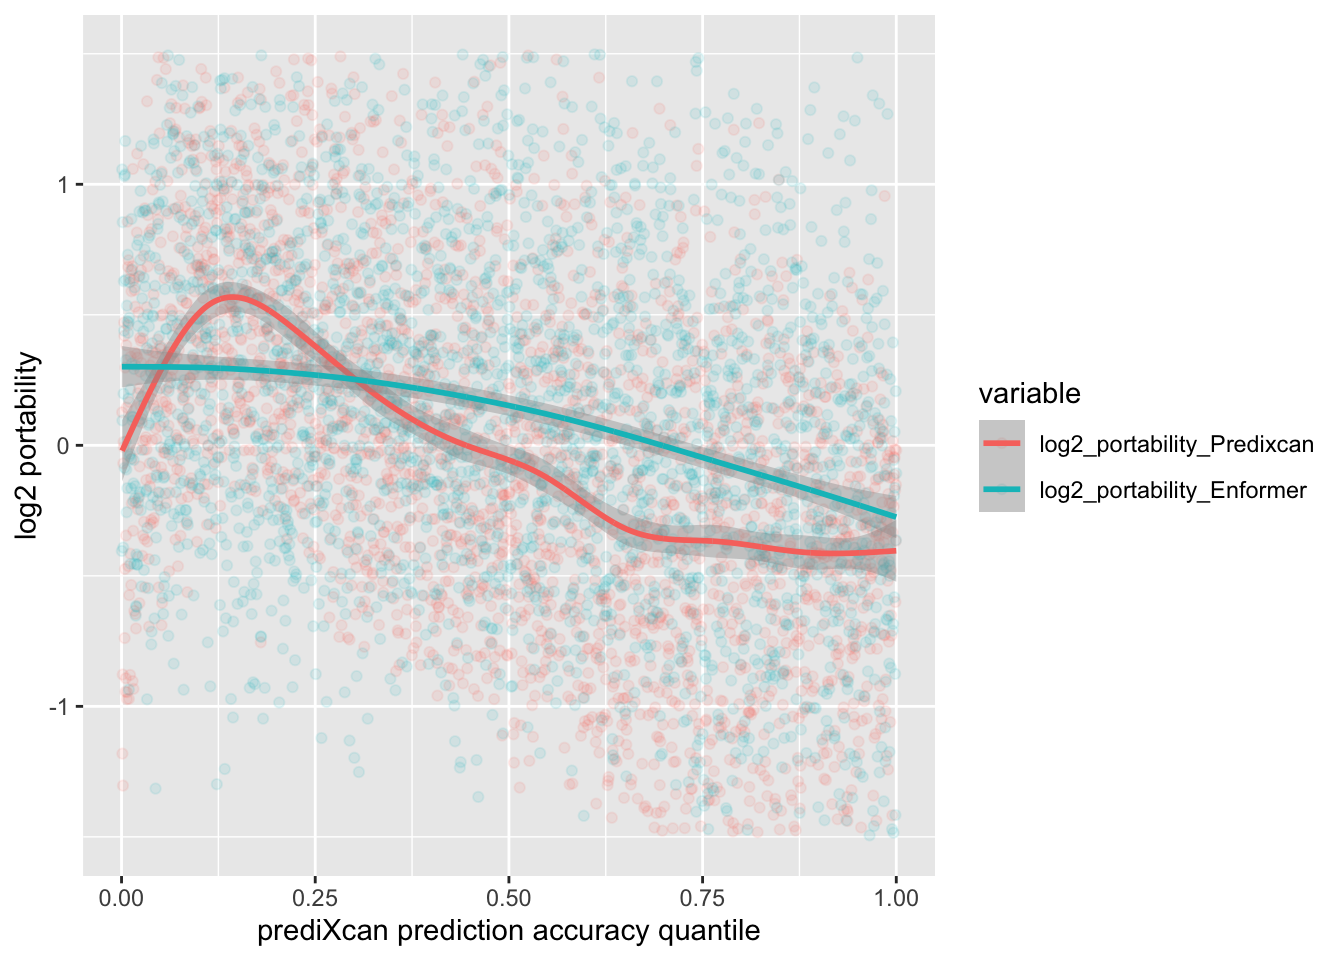 1
0
-1
log2 portability
0.00
0.25
0.50
0.75
1.00
prediXcan prediction accuracy quantile
variable
log2_portability_Predixcan
log2_portability_Enformer